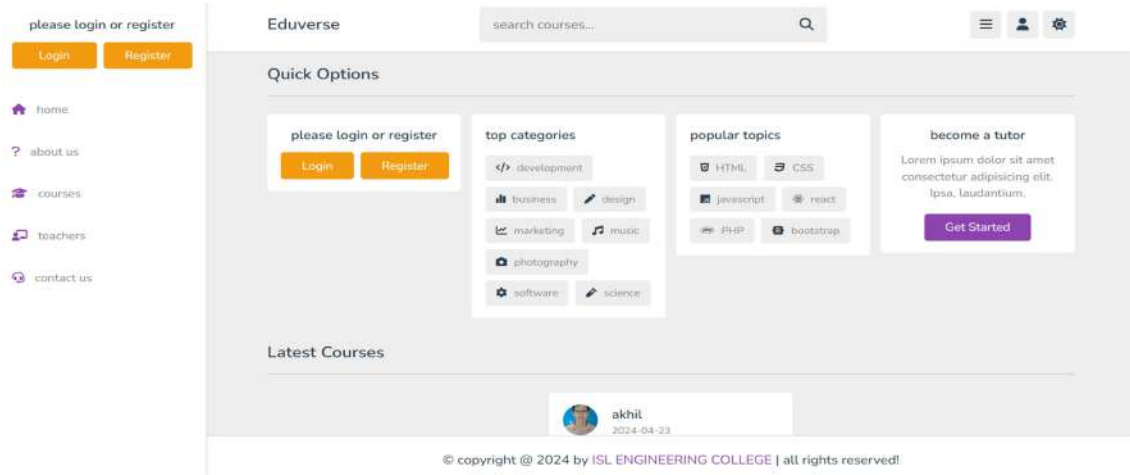 please login or register
Login Register
home
about us
courses
teachers
contact us
Eduverse
search courses...
Quick Options
please login or register
Login Register
top categories
development
business design
marketing music
photography
software science
popular topics
HTML CSS
javascript react
PHP bootstrap
become a tutor
Lorem ipsum dolor sit amet
consectetur adipisicing elit.
Ipsa, laudantium.
Get Started
Latest Courses
akhil
2024-04-23
© copyright @ 2024 by ISL ENGINEERING COLLEGE | all rights reserved!